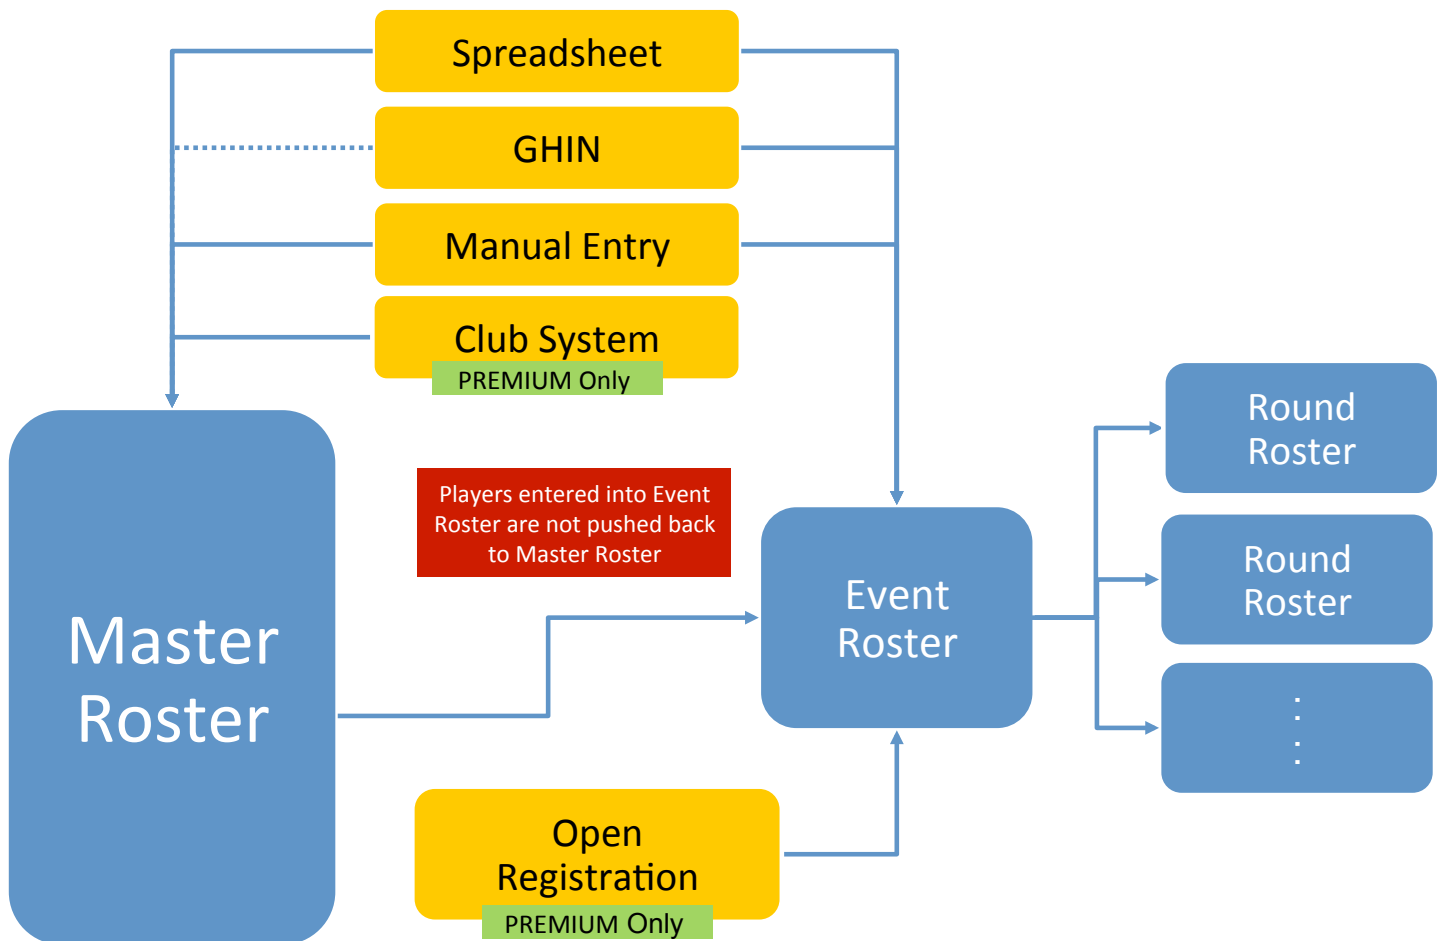 Spreadsheet
GHIN
Manual Entry
Club System
PREMIUM Only
Players entered into Event
Roster are not pushed back
to Master Roster
Master
Roster
Event
Roster
Round
Roster
Round
Roster
:
:
Open
Registration
PREMIUM Only